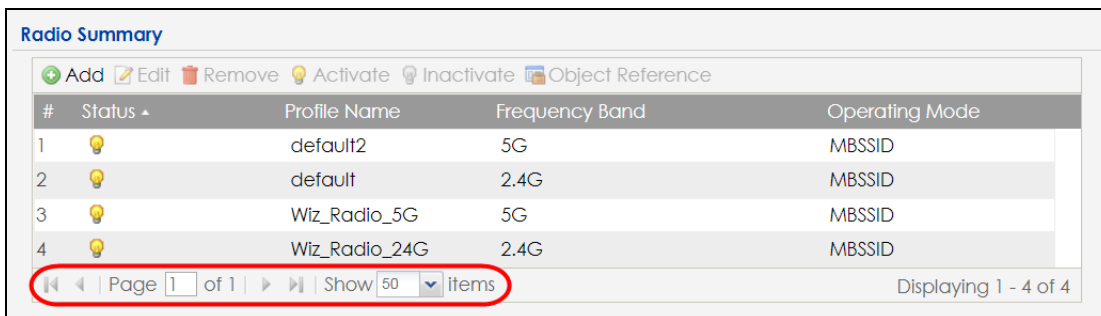 Radio Summary
Add Edit Remove Activate Inactivate Object Reference
# Status Profile Name Frequency Band Operating Mode
1 default2 5G MBSSID
2 default 2.4G MBSSID
3 Wiz_Radio_5G 5G MBSSID
4 Wiz_Radio_24G 2.4G MBSSID
Page 1 of 1 Show 50 items Displaying 1 - 4 of 4